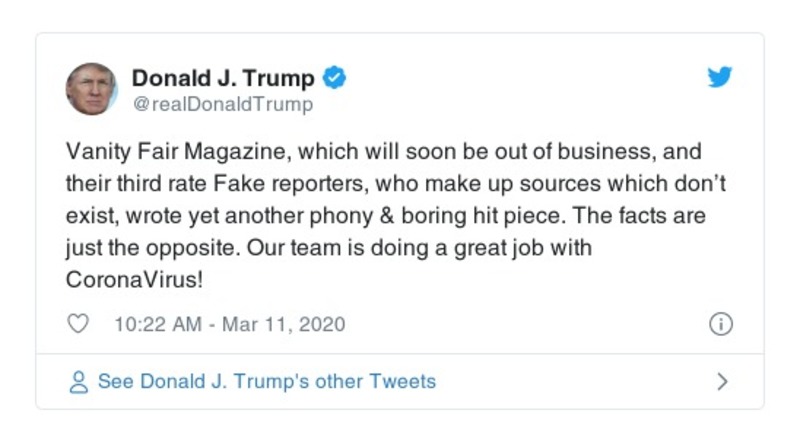 Donald J. Trump
@realDonaldTrump
Vanity Fair Magazine, which will soon be out of business, and
their third rate Fake reporters, who make up sources which don’t
exist, wrote yet another phony & boring hit piece. The facts are
just the opposite. Our team is doing a great job with
CoronaVirus!
10:22 AM - Mar 11, 2020
See Donald J. Trump's other Tweets